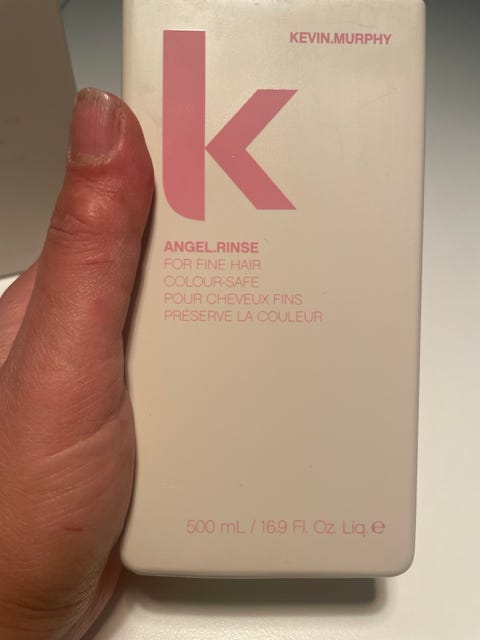 KEVIN.MURPHY
k
ANGEL.RINSE
FOR FINE HAIR
COLOUR-SAFE
POUR CHEVEUX FINS
PRÉSERVE LA COULEUR
500 mL / 16.9 Fl. Oz. Liq. ℮